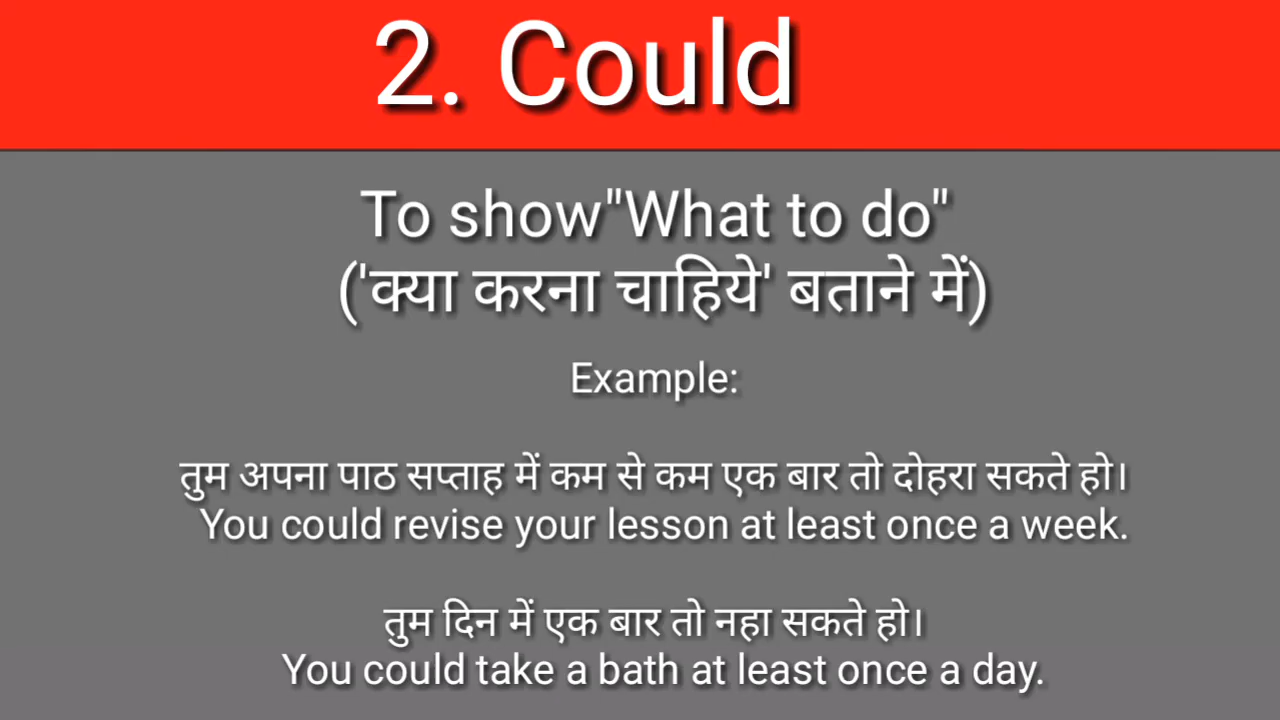 2. Could
To show"What to do"
('क्या करना चाहिये' बताने में)
Example:
तुम अपना पाठ सप्ताह में कम से कम एक बार तो दोहरा सकते हो।
You could revise your lesson at least once a week.
तुम दिन में एक बार तो नहा सकते हो।
You could take a bath at least once a day.